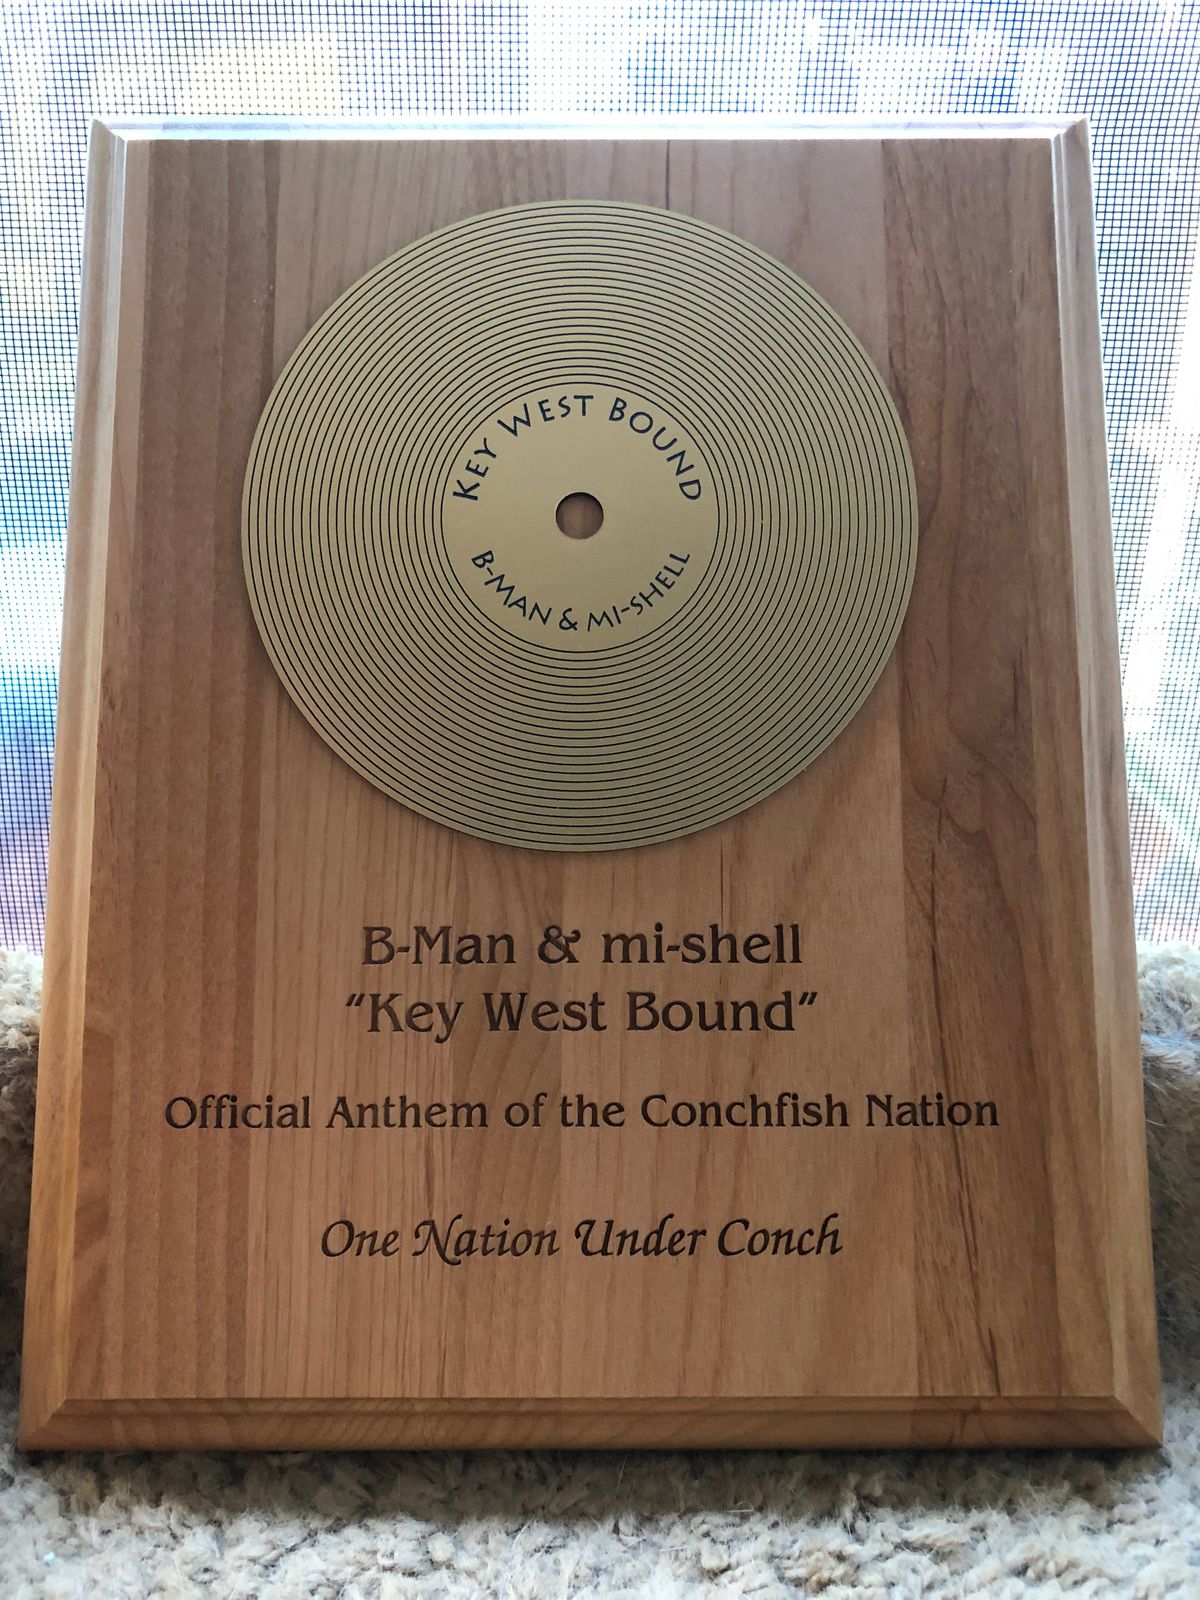 KEY WEST BOUND
B-MAN & MI-SHELL
B-Man & mi-shell
"Key West Bound"
Official Anthem of the Conchfish Nation
One Nation Under Conch